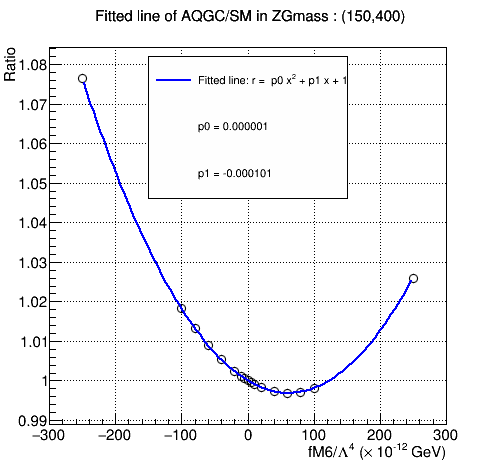 Fitted line of AQGC/SM in ZGmass : (150,400)
Ratio
1.08
1.07
1.06
1.05
1.04
1.03
1.02
1.01
1
0.99
Fitted line: r = p0 x² + p1 x + 1
p0 = 0.000001
p1 = -0.000101
−300 −200 −100 0 100 200 300
fM6/Λ⁴ (× 10⁻¹² GeV)